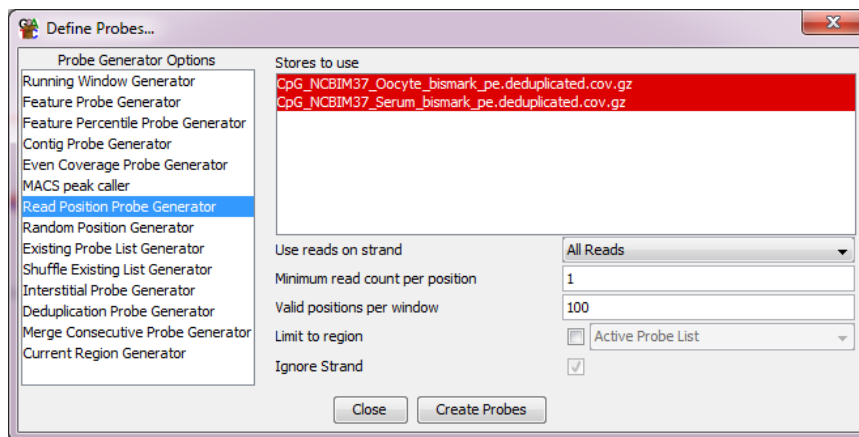 Define Probes...
Probe Generator Options
Running Window Generator
Feature Probe Generator
Feature Percentile Probe Generator
Contig Probe Generator
Even Coverage Probe Generator
MACS peak caller
Read Position Probe Generator
Random Position Generator
Existing Probe List Generator
Shuffle Existing List Generator
Interstitial Probe Generator
Deduplication Probe Generator
Merge Consecutive Probe Generator
Current Region Generator
Stores to use
CpG_NCBIM37_Oocyte_bismark_pe.deduplicated.cov.gz
CpG_NCBIM37_Serum_bismark_pe.deduplicated.cov.gz
Use reads on strand All Reads
Minimum read count per position 1
Valid positions per window 100
Limit to region Active Probe List
Ignore Strand
Close Create Probes